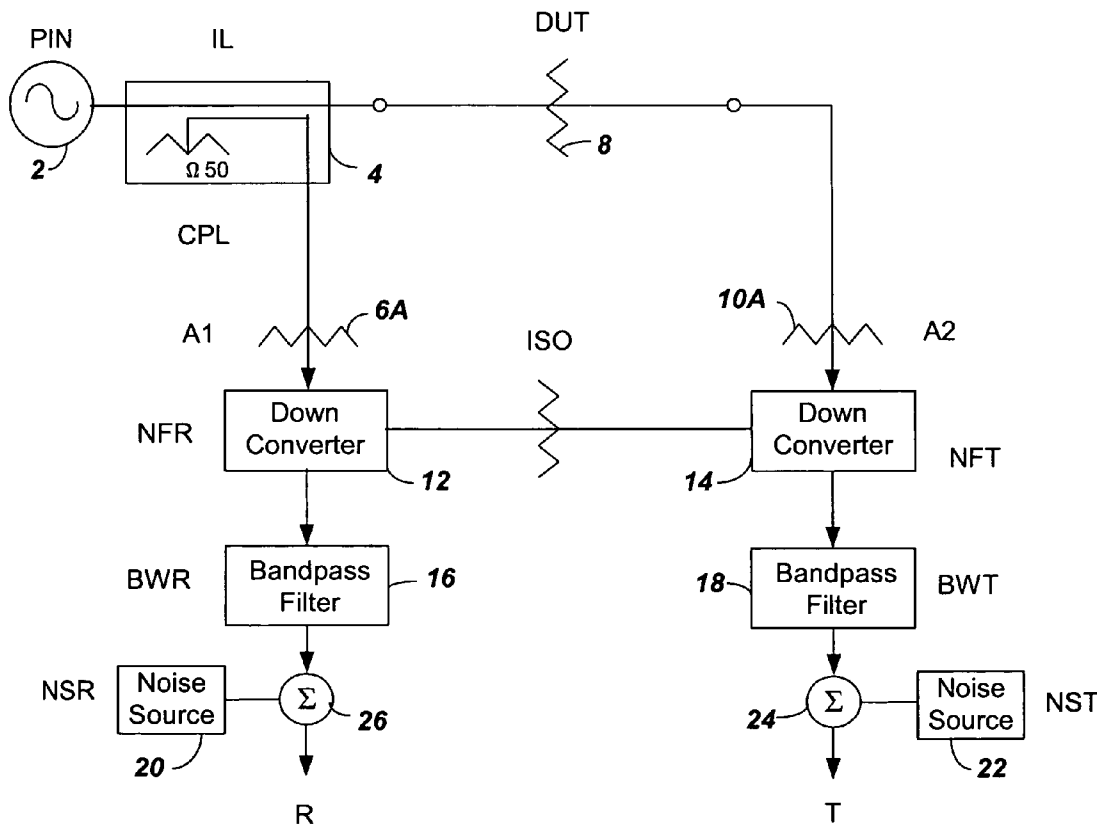 DUT
PIN
IL
2
Ω 50
4
8
CPL
6A
10A
A1
ISO
A2
Down
Converter
NFR
12
Down
Converter
14
NFT
BWR
Bandpass
Filter
16
18
Bandpass
Filter
BWT
NSR
Noise
Source
20
Σ
26
24
Σ
Noise
Source
22
NST
R
T